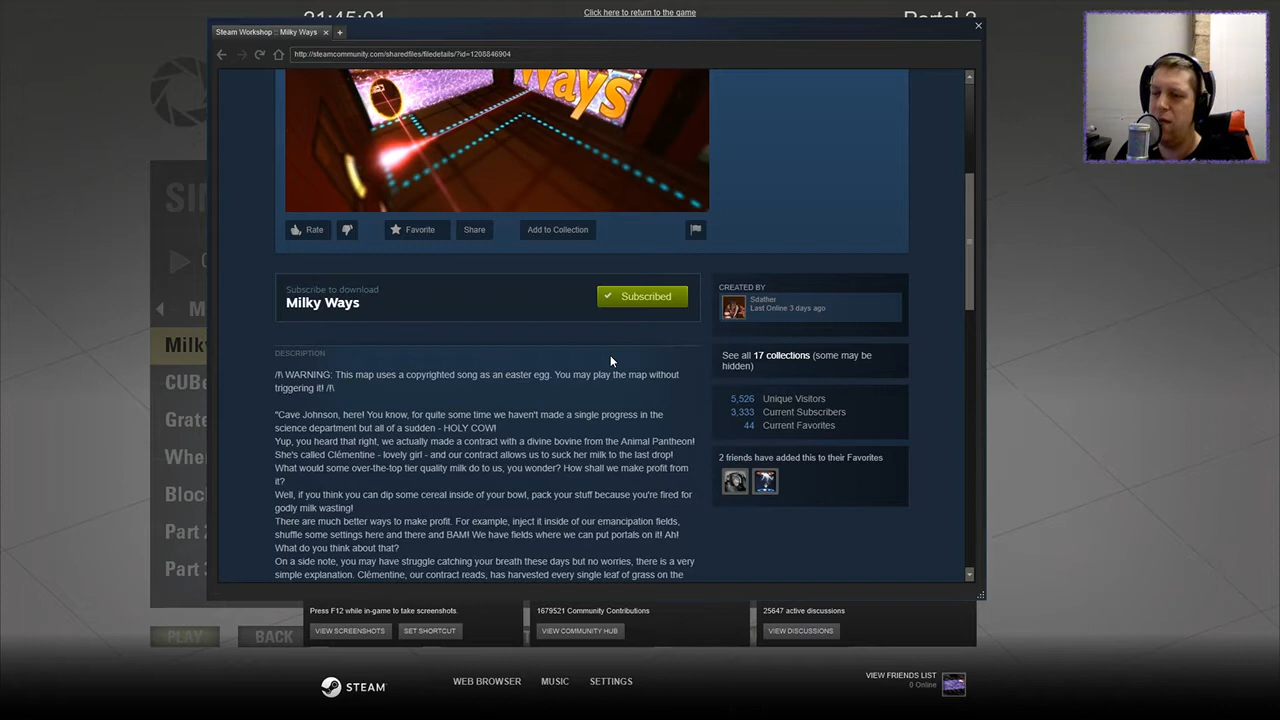 21:45:01
Click here to return to the game
Portal 2
Steam Workshop :: Milky Ways
http://steamcommunity.com/sharedfiles/filedetails/?id=1208846904
Ways
Rate
Favorite
Share
Add to Collection
Subscribe to download
Milky Ways
Subscribed
CREATED BY
Sdather
Last Online 3 days ago
DESCRIPTION
/!\ WARNING: This map uses a copyrighted song as an easter egg. You may play the map without
triggering it! /!\
"Cave Johnson, here! You know, for quite some time we haven't made a single progress in the
science department but all of a sudden - HOLY COW!
Yup, you heard that right, we actually made a contract with a divine bovine from the Animal Pantheon!
She's called Clémentine - lovely girl - and our contract allows us to suck her milk to the last drop!
What would some over-the-top tier quality milk do to us, you wonder? How shall we make profit from
it?
Well, if you think you can dip some cereal inside of your bowl, pack your stuff because you're fired for
godly milk wasting!
There are much better ways to make profit. For example, inject it inside of our emancipation fields,
shuffle some settings here and there and BAM! We have fields where we can put portals on it! Ah!
What do you think about that?
On a side note, you may have struggle catching your breath these days but no worries, there is a very
simple explanation. Clémentine, our contract reads, has harvested every single leaf of grass on the
See all 17 collections (some may be
hidden)
5,526 Unique Visitors
3,333 Current Subscribers
44 Current Favorites
2 friends have added this to their Favorites
SI
M
Milk
CUBe
Grate
Whe
Bloc
Part 2
Part 3
PLAY
BACK
Press F12 while in-game to take screenshots.
VIEW SCREENSHOTS
SET SHORTCUT
1679521 Community Contributions
VIEW COMMUNITY HUB
25647 active discussions
VIEW DISCUSSIONS
STEAM
WEB BROWSER
MUSIC
SETTINGS
VIEW FRIENDS LIST
0 Online